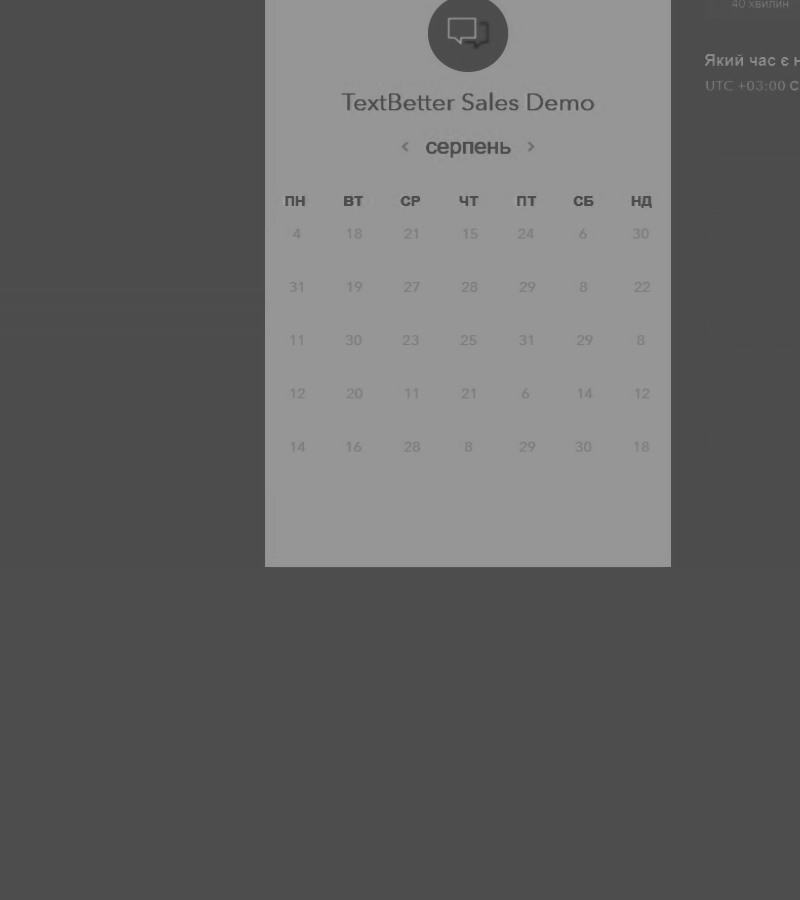 40 хвилин
TextBetter Sales Demo
Який час є
UTC +03:00
< серпень >
ПН ВТ СР ЧТ ПТ СБ НД
4 18 21 15 24 6 30
31 19 27 28 29 8 22
11 30 23 25 31 29 8
12 20 11 21 6 14 12
14 16 28 8 29 30 18